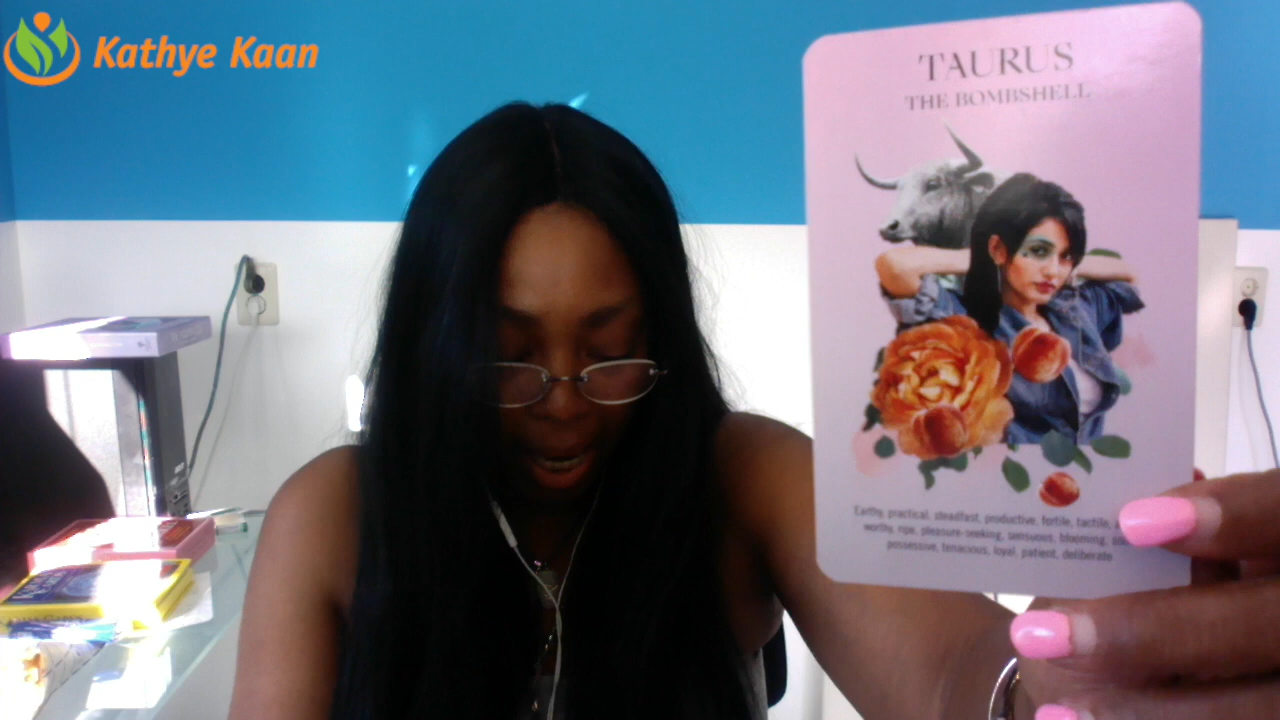 Kathye Kaan
TAURUS
THE BOMBSHELL
Earthy, practical, steadfast, productive, fertile, tactile,
worthy, ripe, pleasure-seeking, sensuous, blooming,
possessive, tenacious, loyal, patient, deliberate